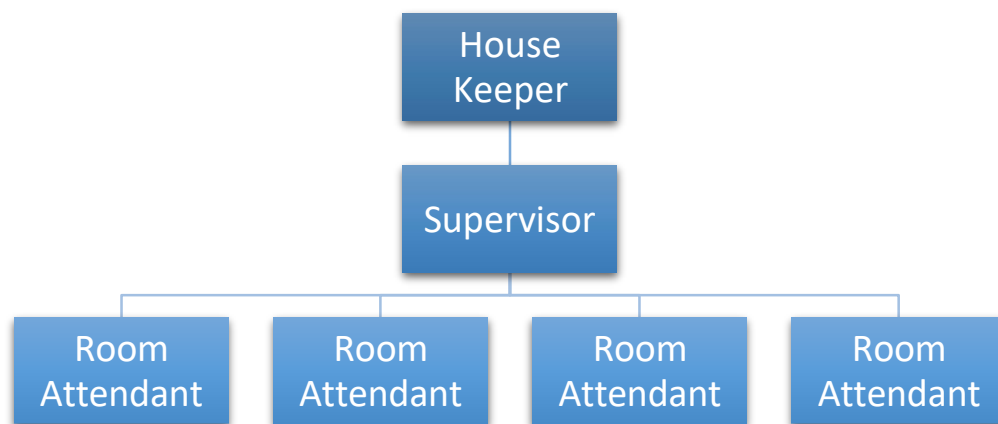 House
Keeper
Supervisor
Room
Attendant
Room
Attendant
Room
Attendant
Room
Attendant